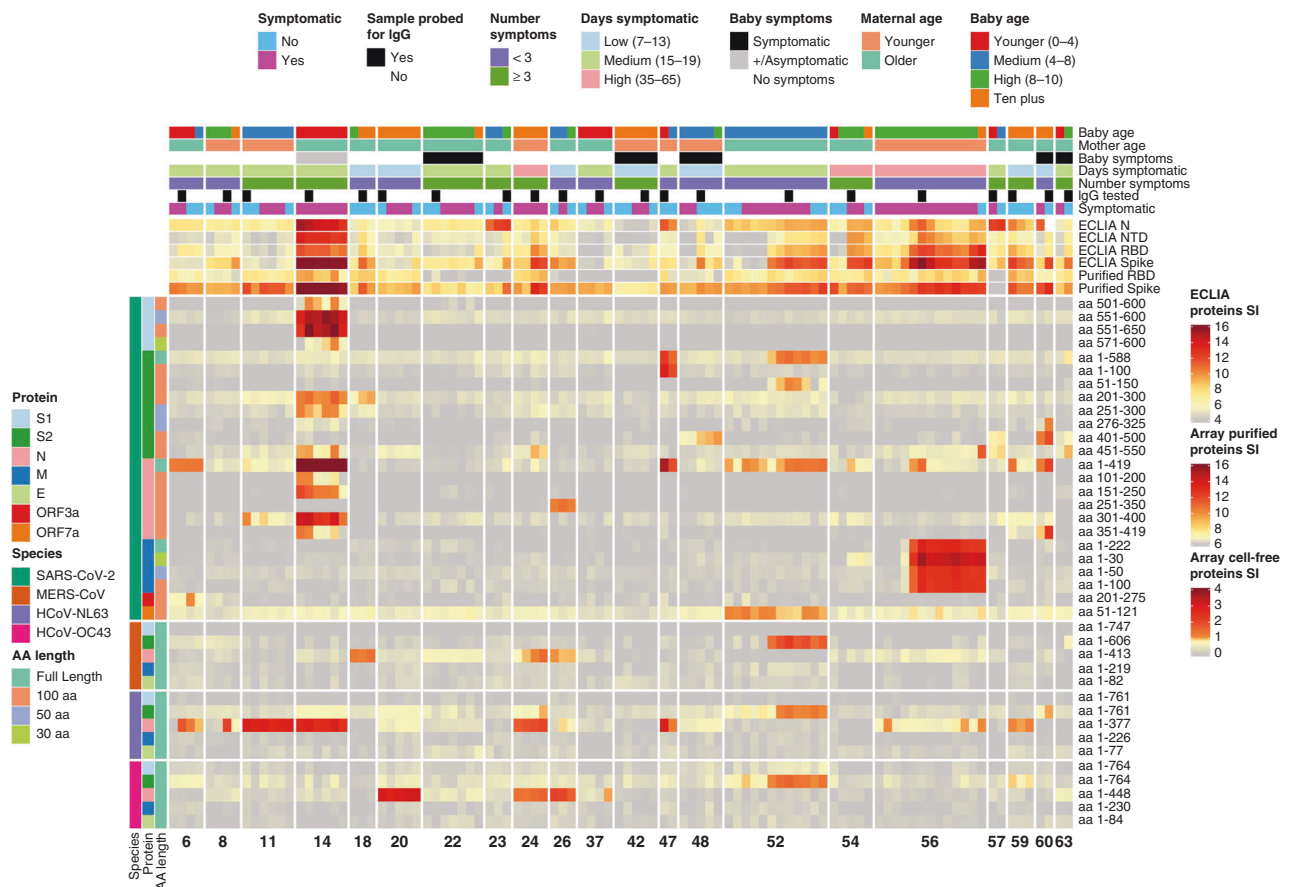 Symptomatic
No
Yes
Sample probed
for IgG
Yes
No
Number
symptoms
< 3
≥ 3
Days symptomatic
Low (7–13)
Medium (15–19)
High (35–65)
Baby symptoms
Symptomatic
+/Asymptomatic
No symptoms
Maternal age
Younger
Older
Baby age
Younger (0–4)
Medium (4–8)
High (8–10)
Ten plus
Baby age
Mother age
Baby symptoms
Days symptomatic
Number symptoms
IgG tested
Symptomatic
ECLIA N
ECLIA NTD
ECLIA RBD
ECLIA Spike
Purified RBD
Purified Spike
aa 501-600
aa 551-600
aa 551-650
aa 571-600
aa 1-588
aa 1-100
aa 51-150
aa 201-300
aa 251-300
aa 276-325
aa 401-500
aa 451-550
aa 1-419
aa 101-200
aa 151-250
aa 251-350
aa 301-400
aa 351-419
aa 1-222
aa 1-30
aa 1-50
aa 1-100
aa 201-275
aa 51-121
aa 1-747
aa 1-606
aa 1-413
aa 1-219
aa 1-82
aa 1-761
aa 1-761
aa 1-377
aa 1-226
aa 1-77
aa 1-764
aa 1-764
aa 1-448
aa 1-230
aa 1-84
Protein
S1
S2
N
M
E
ORF3a
ORF7a
Species
SARS-CoV-2
MERS-CoV
HCoV-NL63
HCoV-OC43
AA length
Full Length
100 aa
50 aa
30 aa
ECLIA
proteins SI
16
14
12
10
8
6
4
Array purified
proteins SI
16
14
12
10
8
6
Array cell-free
proteins SI
4
3
2
1
0
Species
Protein
AA length
6 8 11 14 18 20 22 23 24 26 37 42 47 48 52 54 56 57 59 60 63